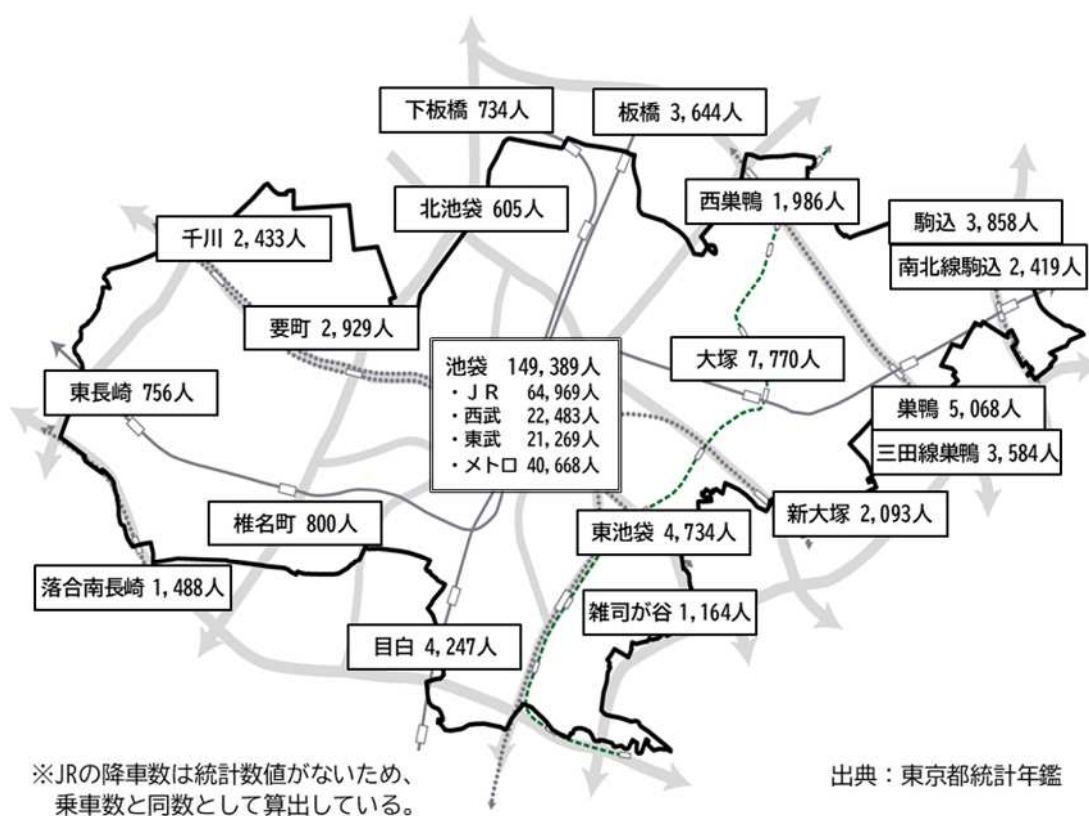 下板橋 734人
板橋 3,644人
西巣鴨 1,986人
北池袋 605人
駒込 3,858人
千川 2,433人
南北線駒込 2,419人
要町 2,929人
池袋 149,389人
・JR 64,969人
・西武 22,483人
・東武 21,269人
・メトロ 40,668人
大塚 7,770人
東長崎 756人
巣鴨 5,068人
三田線巣鴨 3,584人
新大塚 2,093人
椎名町 800人
東池袋 4,734人
落合南長崎 1,488人
雑司が谷 1,164人
目白 4,247人
※JRの降車数は統計数値がないため、
乗車数と同数として算出している。
出典：東京都統計年鑑